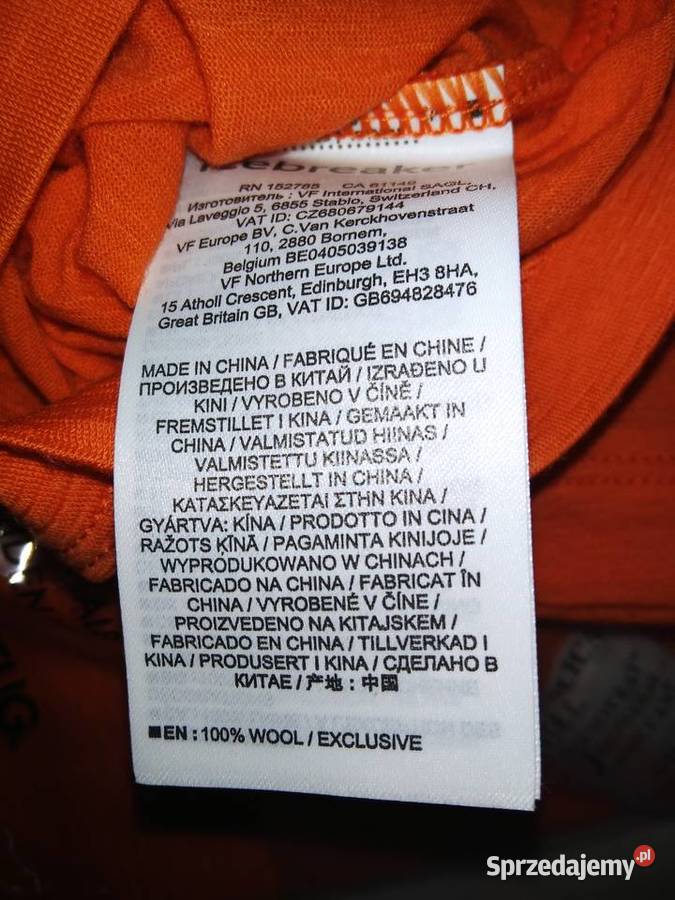 icebreaker
RN 152785 CA 61149
Изготовитель : VF International SAGL,
Via Laveggio 5, 6855 Stabio, Switzerland CH,
VAT ID: CZ680679144
VF Europe BV, C.Van Kerckhovenstraat
110, 2880 Bornem,
Belgium BE0405039138
VF Northern Europe Ltd.
15 Atholl Crescent, Edinburgh, EH3 8HA,
Great Britain GB, VAT ID: GB694828476
MADE IN CHINA / FABRIQUÉ EN CHINE /
ПРОИЗВЕДЕНО В КИТАЙ / IZRAĐENO U
KINI / VYROBENO V ČÍNĚ /
FREMSTILLET I KINA / GEMAAKT IN
CHINA / VALMISTATUD HIINAS /
VALMISTETTU KIINASSA /
HERGESTELLT IN CHINA /
ΚΑΤΑΣΚΕΥΑΖΕΤΑΙ ΣΤΗΝ ΚΙΝΑ /
GYÁRTVA: KÍNA / PRODOTTO IN CINA /
RAŽOTS ĶĪNĀ / PAGAMINTA KINIJOJE /
WYPRODUKOWANO W CHINACH /
FABRICADO NA CHINA / FABRICAT ÎN
CHINA / VYROBENÉ V ČÍNE /
PROIZVEDENO NA KITAJSKEM /
FABRICADO EN CHINA / TILLVERKAD I
KINA / PRODUSERT I KINA / СДЕЛАНО В
КИТАЕ / 产地 : 中国
EN : 100% WOOL / EXCLUSIVE
Sprzedajemy.pl